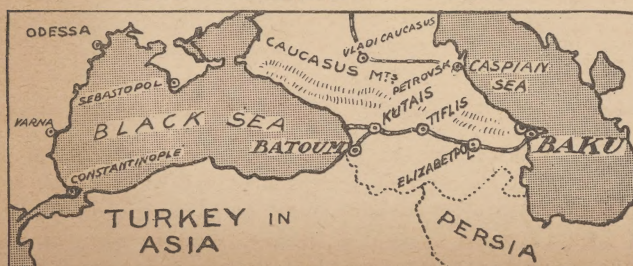 ODESSA
VLADI CAUCASUS
CAUCASUS MTS
PETROVSK
CASPIAN
SEA
SEBASTOPOL
KUTAIS
TIFLIS
VARNA
BLACK SEA
BATOUM
BAKU
ELIZABETPOL
CONSTANTINOPLE
TURKEY IN
ASIA
PERSIA